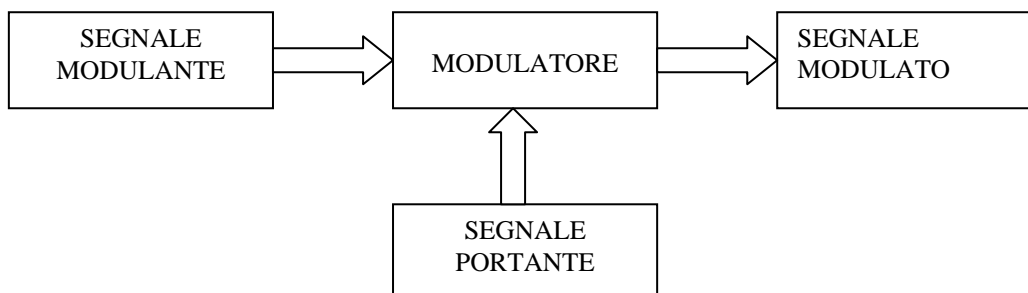 SEGNALE
MODULANTE
MODULATORE
SEGNALE
MODULATO
SEGNALE
PORTANTE